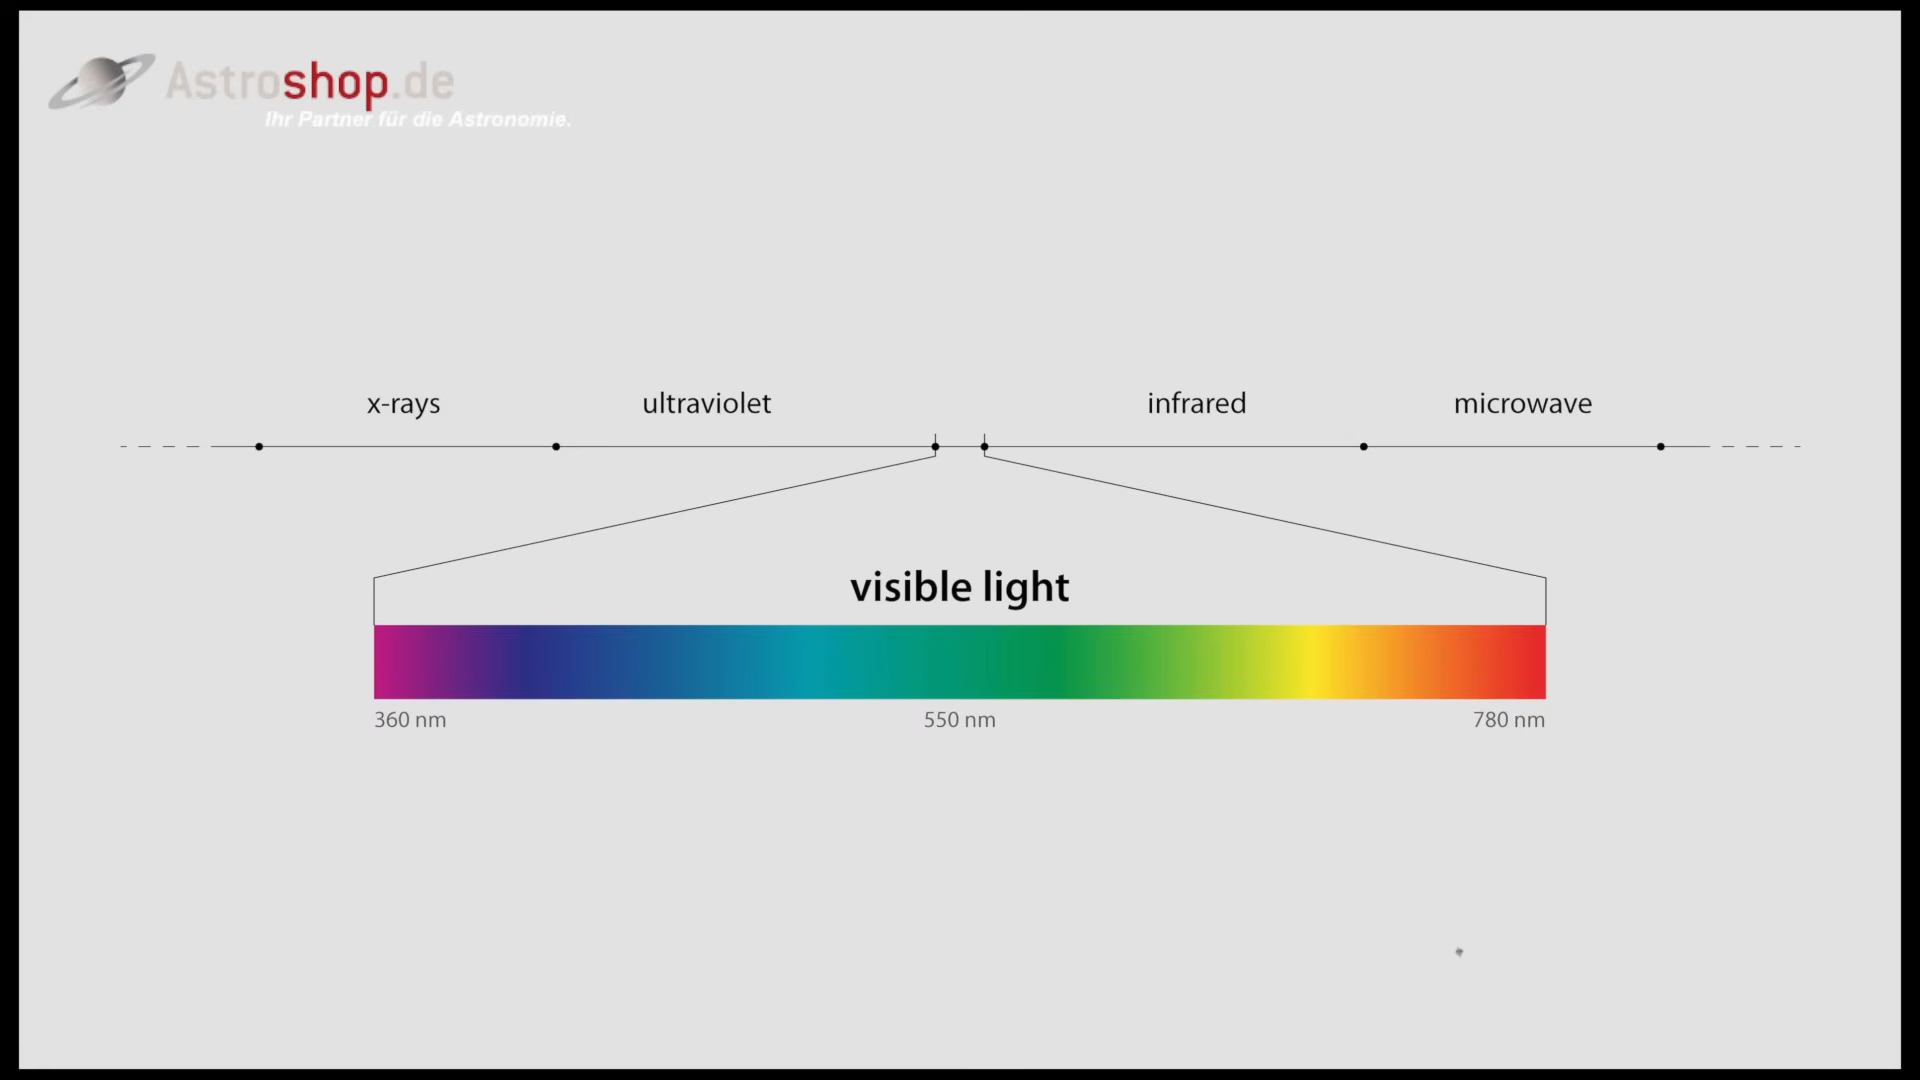 Astroshop.de
Ihr Partner für die Astronomie.
x-rays ultraviolet infrared microwave
visible light
360 nm 550 nm 780 nm